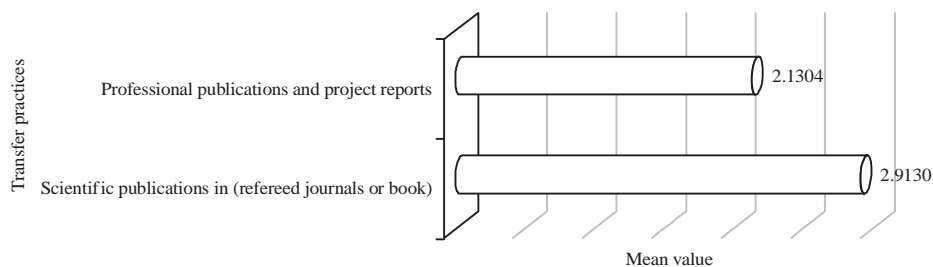 Transfer practices
Professional publications and project reports
2.1304
Scientific publications in (refereed journals or book)
2.9130
Mean value